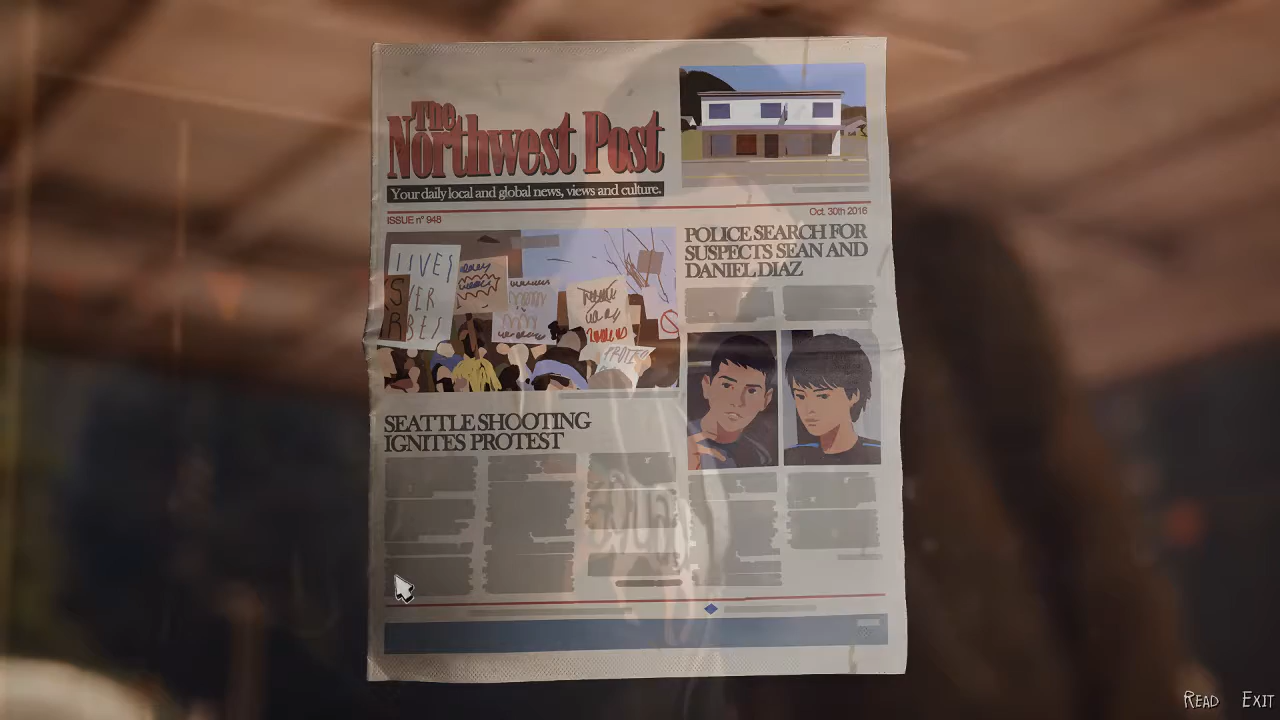 The
Northwest Post
Your daily local and global news, views and culture.
ISSUE n° 948
Oct. 30th 2016
POLICE SEARCH FOR
SUSPECTS SEAN AND
DANIEL DIAZ
LIVES
SEATTLE SHOOTING
IGNITES PROTEST
READ EXIT